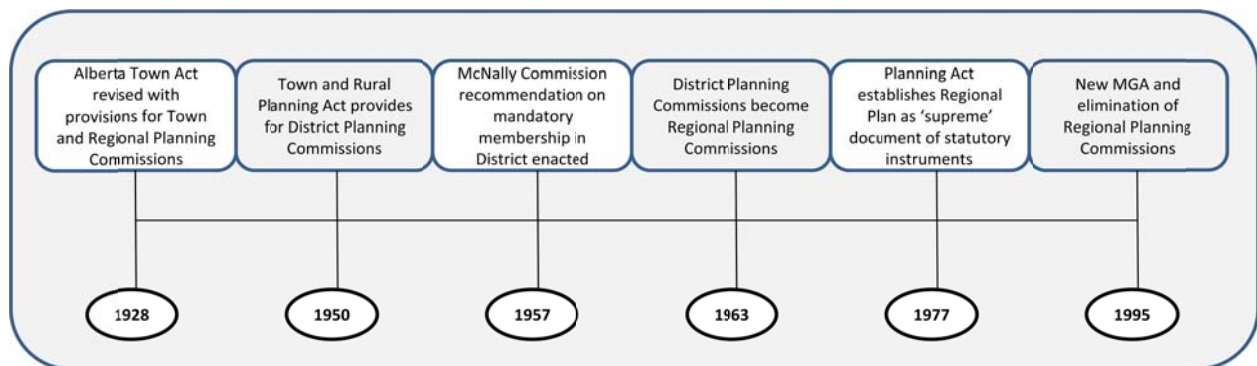 Alberta Town Act
revised with
provisions for Town
and Regional Planning
Commissions
Town and Rural
Planning Act provides
for District Planning
Commissions
McNally Commission
recommendation on
mandatory
membership in
District enacted
District Planning
Commissions become
Regional Planning
Commissions
Planning Act
establishes Regional
Plan as ‘supreme’
document of statutory
instruments
New MGA and
elimination of
Regional Planning
Commissions
1928
1950
1957
1963
1977
1995